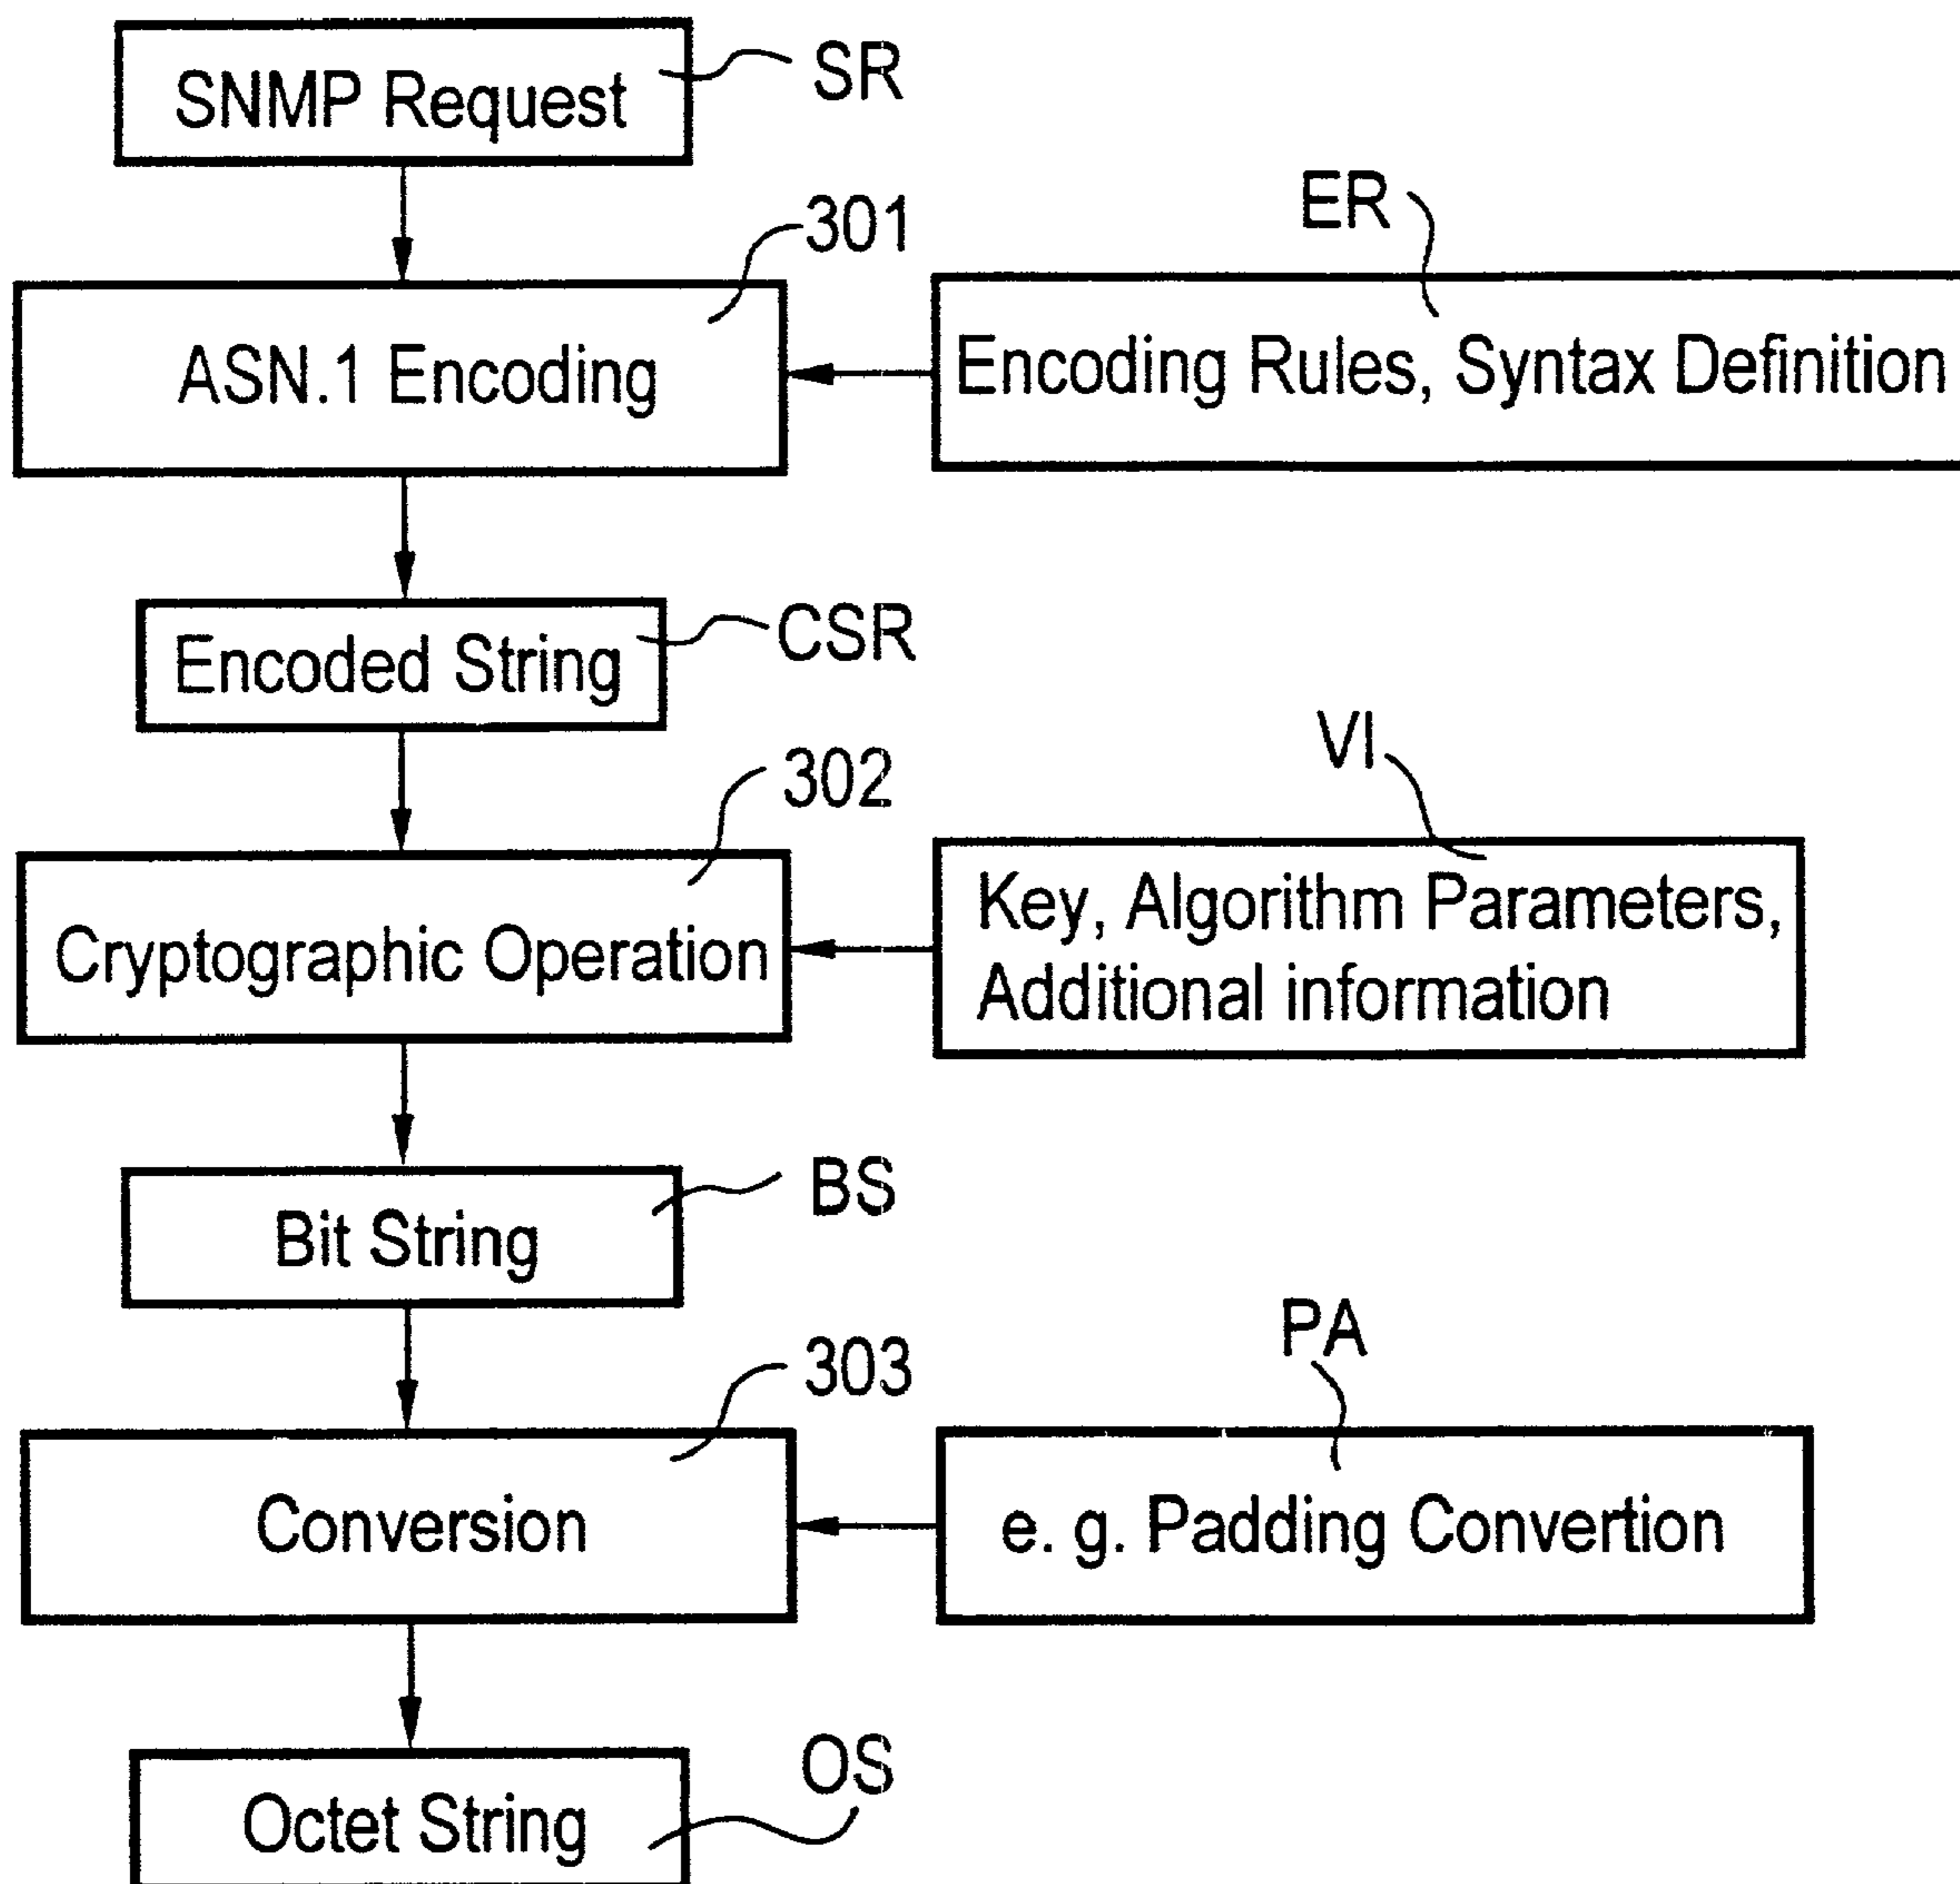 SNMP Request
SR
301
ER
ASN.1 Encoding
Encoding Rules, Syntax Definition
Encoded String
CSR
302
VI
Cryptographic Operation
Key, Algorithm Parameters,
Additional information
Bit String
BS
303
PA
Conversion
e. g. Padding Convertion
Octet String
OS